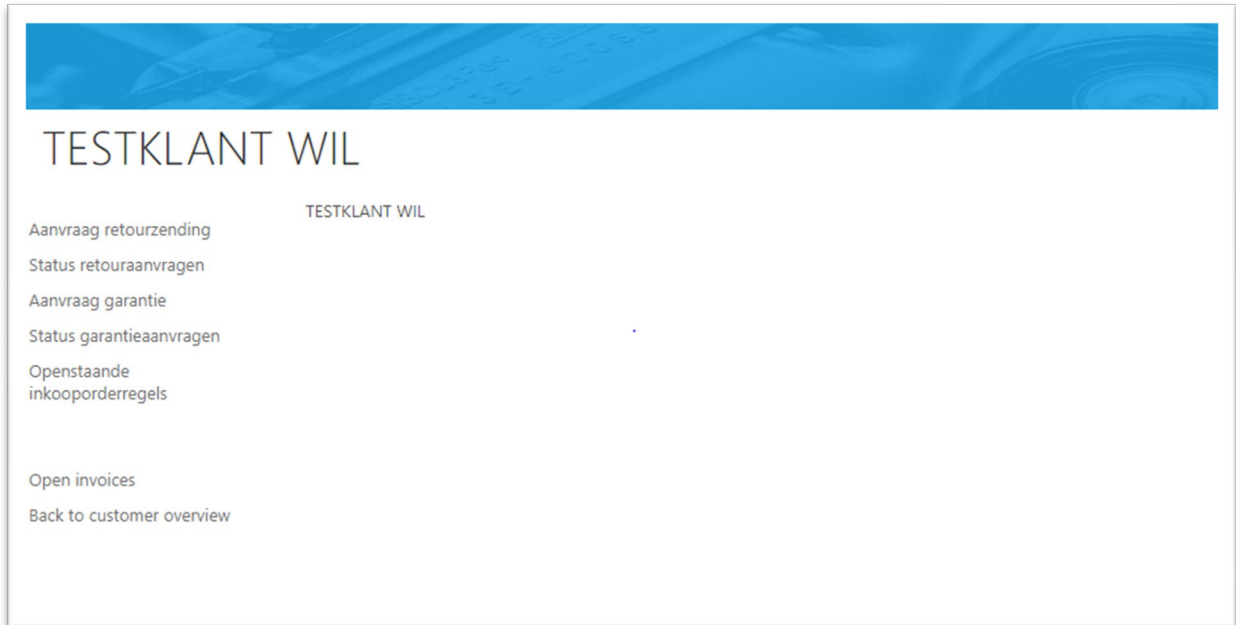 TESTKLANT WIL
TESTKLANT WIL
Aanvraag retourzending
Status retouraanvragen
Aanvraag garantie
Status garantieaanvragen
Openstaande
inkooporderregels
Open invoices
Back to customer overview